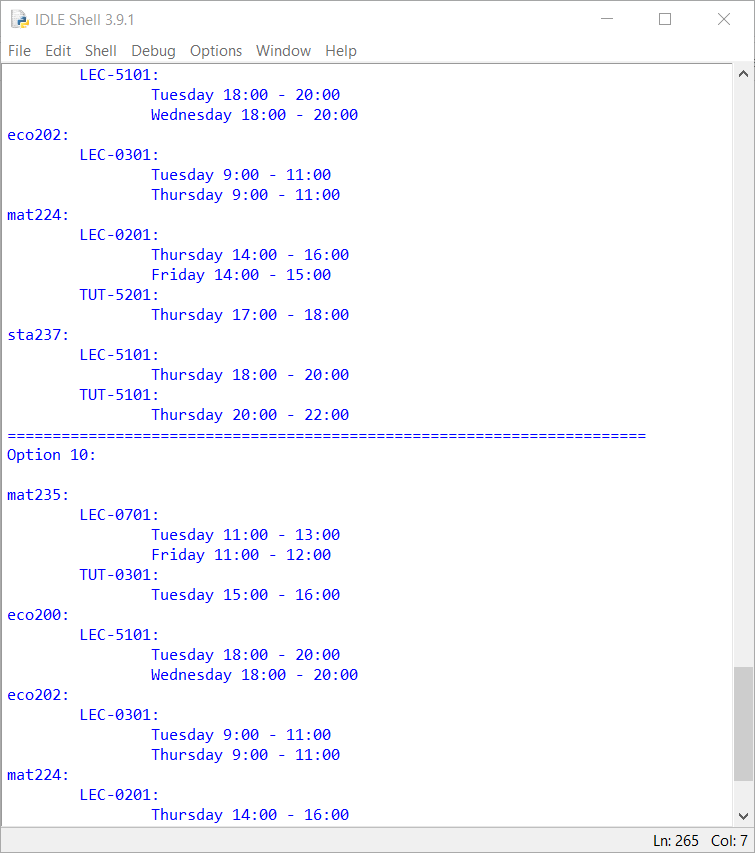 IDLE Shell 3.9.1
File Edit Shell Debug Options Window Help
LEC-5101:
Tuesday 18:00 - 20:00
Wednesday 18:00 - 20:00
eco202:
LEC-0301:
Tuesday 9:00 - 11:00
Thursday 9:00 - 11:00
mat224:
LEC-0201:
Thursday 14:00 - 16:00
Friday 14:00 - 15:00
TUT-5201:
Thursday 17:00 - 18:00
sta237:
LEC-5101:
Thursday 18:00 - 20:00
TUT-5101:
Thursday 20:00 - 22:00
=======================================================================
Option 10:
mat235:
LEC-0701:
Tuesday 11:00 - 13:00
Friday 11:00 - 12:00
TUT-0301:
Tuesday 15:00 - 16:00
eco200:
LEC-5101:
Tuesday 18:00 - 20:00
Wednesday 18:00 - 20:00
eco202:
LEC-0301:
Tuesday 9:00 - 11:00
Thursday 9:00 - 11:00
mat224:
LEC-0201:
Thursday 14:00 - 16:00
Ln: 265 Col: 7